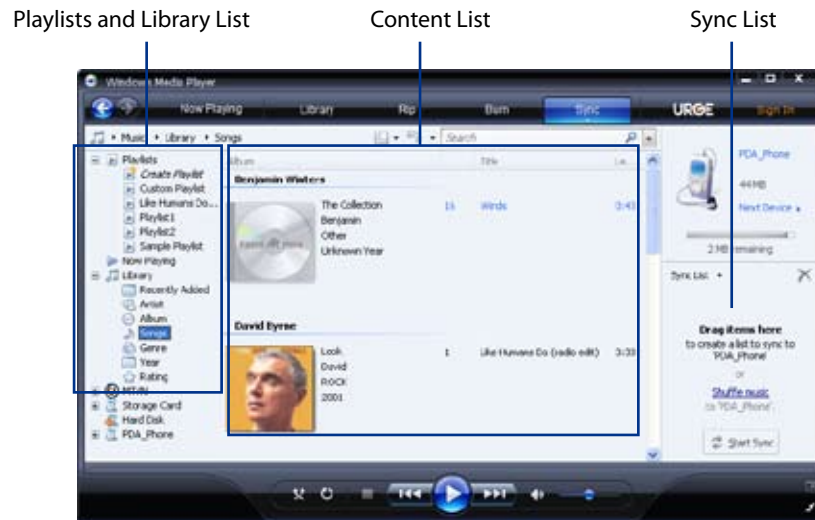 Playlists and Library List
Content List
Sync List
Windows Media Player
Now Playing
Library
Rip
Burn
Sync
URGE
Sign In
Music
Library
Songs
Search
Playlists
Create Playlist
Custom Playlist
Like Humans Do...
Playlist1
Playlist2
Sample Playlist
Now Playing
Library
Recently Added
Artist
Album
Songs
Genre
Year
Rating
Storage Card
Hard Disk
PDA_Phone
Album
Title
Le...
Benjamin Winters
The Collection
Benjamin
Other
Unknown Year
Winds
3:43
David Byrne
Look
David
ROCK
2001
1
Like Humans Do (radio edit)
3:33
PDA_Phone
44MB
Next Device
2 MB remaining
Sync List
Drag items here
to create a list to sync to
'PDA_Phone'
or
Shuffle music
to 'PDA_Phone'.
Start Sync